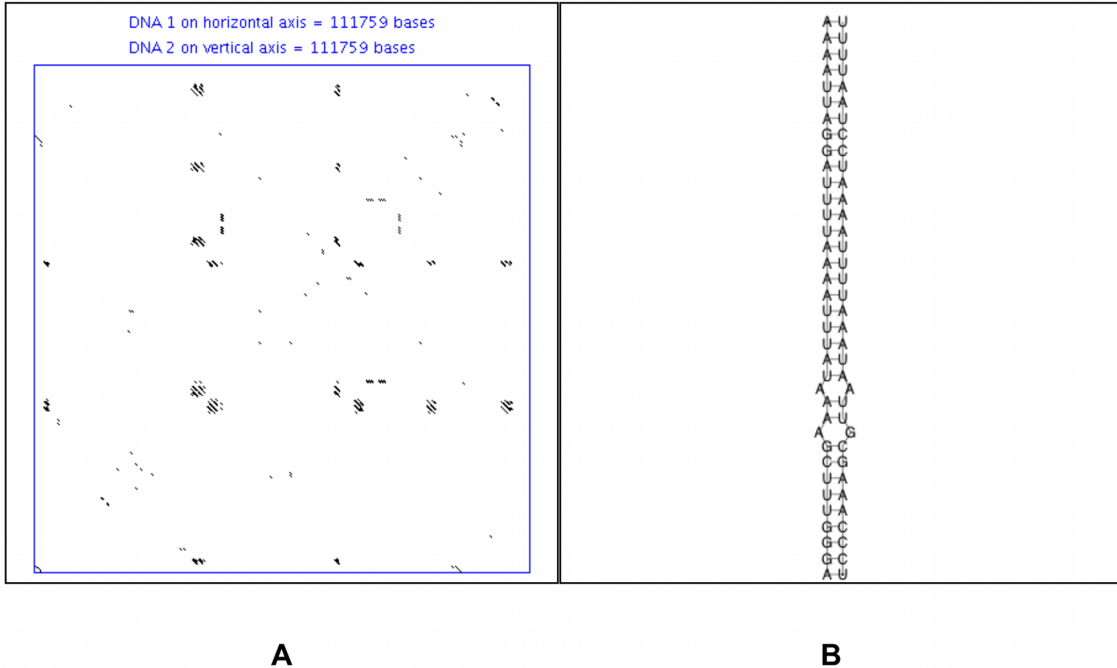 DNA 1 on horizontal axis = 111759 bases
DNA 2 on vertical axis = 111759 bases
A
A U
A U
A U
A U
U A
U A
A U
G C
G C
A U
U A
U A
U A
U A
A U
A U
A U
A U
U A
U A
U A
A U
U A
A A
A U
A U
A G
G C
C G
U A
U A
U A
G C
G C
G C
A U
B